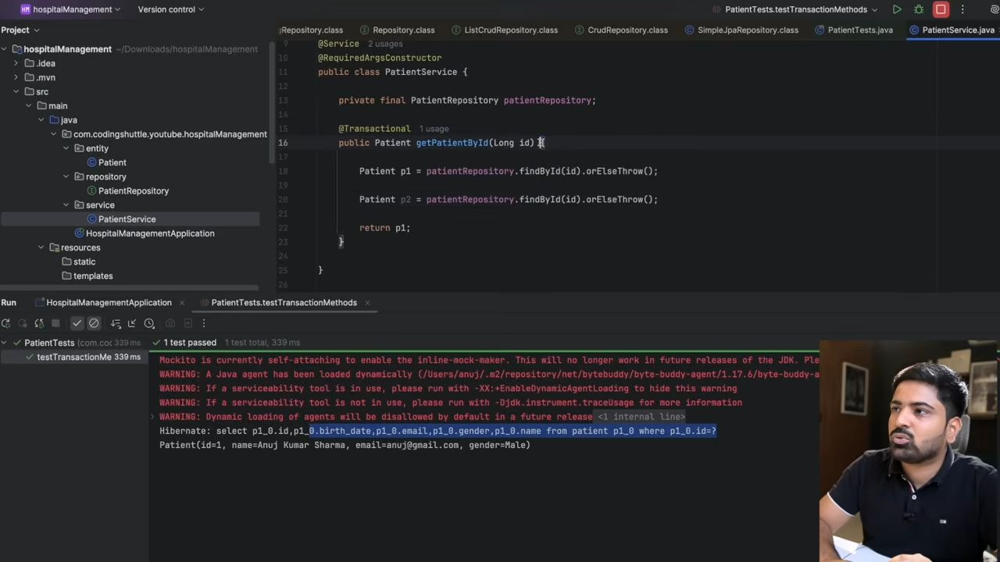 HM hospitalManagement
Version control
PatientTests.testTransactionMethods
Project
gRepository.class
Repository.class
ListCrudRepository.class
CrudRepository.class
SimpleJpaRepository.class
PatientTests.java
PatientService.java
hospitalManagement ~/Downloads/hospitalManagement
.idea
.mvn
src
main
java
com.codingshuttle.youtube.hospitalManagement
entity
Patient
repository
PatientRepository
service
PatientService
HospitalManagementApplication
resources
static
templates
9 @Service 2 usages
10 @RequiredArgsConstructor
11 public class PatientService {
12
13 private final PatientRepository patientRepository;
14
15 @Transactional 1 usage
16 public Patient getPatientById(Long id) {
17
18 Patient p1 = patientRepository.findById(id).orElseThrow();
19
20 Patient p2 = patientRepository.findById(id).orElseThrow();
21
22 return p1;
23 }
24
25 }
26
Run
HospitalManagementApplication
PatientTests.testTransactionMethods
PatientTests (com.coc 339 ms
testTransactionMe 339 ms
1 test passed 1 test total, 339 ms
Mockito is currently self-attaching to enable the inline-mock-maker. This will no longer work in future releases of the JDK. Ple
WARNING: A Java agent has been loaded dynamically (/Users/anuj/.m2/repository/net/bytebuddy/byte-buddy-agent/1.17.6/byte-buddy-a
WARNING: If a serviceability tool is in use, please run with -XX:+EnableDynamicAgentLoading to hide this warning
WARNING: If a serviceability tool is not in use, please run with -Djdk.instrument.traceUsage for more information
WARNING: Dynamic loading of agents will be disallowed by default in a future release <1 internal line>
Hibernate: select p1_0.id,p1_0.birth_date,p1_0.email,p1_0.gender,p1_0.name from patient p1_0 where p1_0.id=?
Patient(id=1, name=Anuj Kumar Sharma, email=anuj@gmail.com, gender=Male)